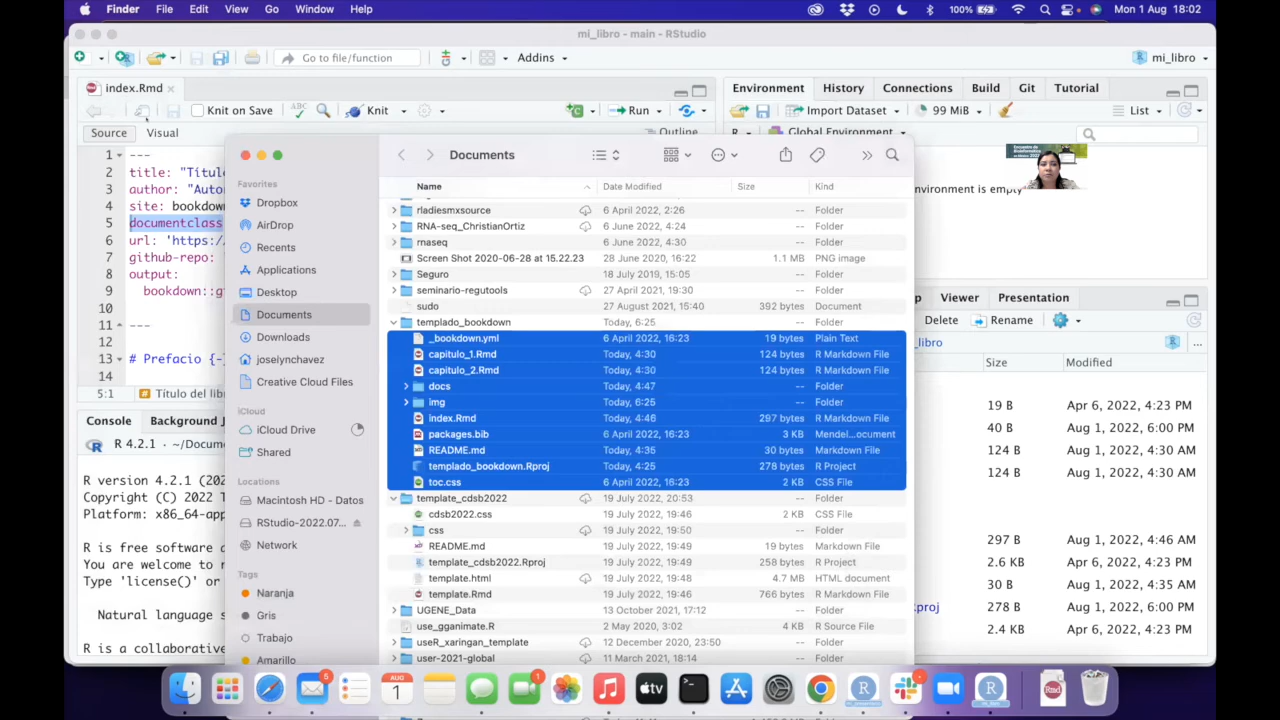 Finder File Edit View Go Window Help 100% Mon 1 Aug 18:02
mi_libro - main - RStudio
Go to file/function Addins mi_libro
index.Rmd
Knit on Save ABC Knit Run
Source Visual Outline
1 ---
2 title: "Título
3 author: "Autor
4 site: bookdown
5 documentclass
6 url: 'https:/
7 github-repo:
8 output:
9 bookdown::g
10
11 ---
12
13 # Prefacio {-}
14
5:1 Título del lib
Console Background J
R 4.2.1 · ~/Docum
R version 4.2.1
Copyright (C) 2022 T
Platform: x86_64-app
R is free software a
You are welcome to r
Type 'license()' or
Natural language s
R is a collaborative
Environment History Connections Build Git Tutorial
Import Dataset 99 MiB List
R Global Environment
nvironment is empty
p Viewer Presentation
Delete Rename
_libro
Size Modified
19 B Apr 6, 2022, 4:23 PM
40 B Aug 1, 2022, 6:00 PM
124 B Aug 1, 2022, 4:30 AM
124 B Aug 1, 2022, 4:30 AM
297 B Aug 1, 2022, 4:46 AM
2.6 KB Apr 6, 2022, 4:23 PM
30 B Aug 1, 2022, 4:35 AM
.proj 278 B Aug 1, 2022, 6:00 PM
2.4 KB Apr 6, 2022, 4:23 PM
Favorites
Dropbox
AirDrop
Recents
Applications
Desktop
Documents
Downloads
joselynchavez
Creative Cloud Files
iCloud
iCloud Drive
Shared
Locations
Macintosh HD - Datos
RStudio-2022.07...
Network
Tags
Naranja
Gris
Trabajo
Amarillo
Documents
Name Date Modified Size Kind
rladiesmxsource 6 April 2022, 2:26 -- Folder
RNA-seq_ChristianOrtiz 6 June 2022, 4:24 -- Folder
rnaseq 6 June 2022, 4:30 -- Folder
Screen Shot 2020-06-28 at 15.22.23 28 June 2020, 16:22 1.1 MB PNG image
Seguro 18 July 2019, 15:05 -- Folder
seminario-regutools 27 April 2021, 19:30 -- Folder
sudo 27 August 2021, 15:40 392 bytes Document
templado_bookdown Today, 6:25 -- Folder
_bookdown.yml 6 April 2022, 16:23 19 bytes Plain Text
capitulo_1.Rmd Today, 4:30 124 bytes R Markdown File
capitulo_2.Rmd Today, 4:30 124 bytes R Markdown File
docs Today, 4:47 -- Folder
img Today, 6:25 -- Folder
index.Rmd Today, 4:46 297 bytes R Markdown File
packages.bib 6 April 2022, 16:23 3 KB Mendel...ocument
README.md Today, 4:35 30 bytes Markdown File
templado_bookdown.Rproj Today, 4:25 278 bytes R Project
toc.css 6 April 2022, 16:23 2 KB CSS File
template_cdsb2022 19 July 2022, 20:53 -- Folder
cdsb2022.css 19 July 2022, 19:46 -- CSS File
css 19 July 2022, 19:50 -- Folder
README.md 19 July 2022, 19:49 19 bytes Markdown File
template_cdsb2022.Rproj 19 July 2022, 19:49 258 bytes R Project
template.html 19 July 2022, 19:48 4.7 MB HTML document
template.Rmd 19 July 2022, 19:49 766 bytes R Markdown File
UGENE_Data 13 October 2021, 17:12 -- Folder
use_gganimate.R 2 May 2020, 3:02 4 KB R Source File
useR_xaringan_template 12 December 2020, 23:50 -- Folder
user-2021-global 11 March 2021, 18:14 -- Folder